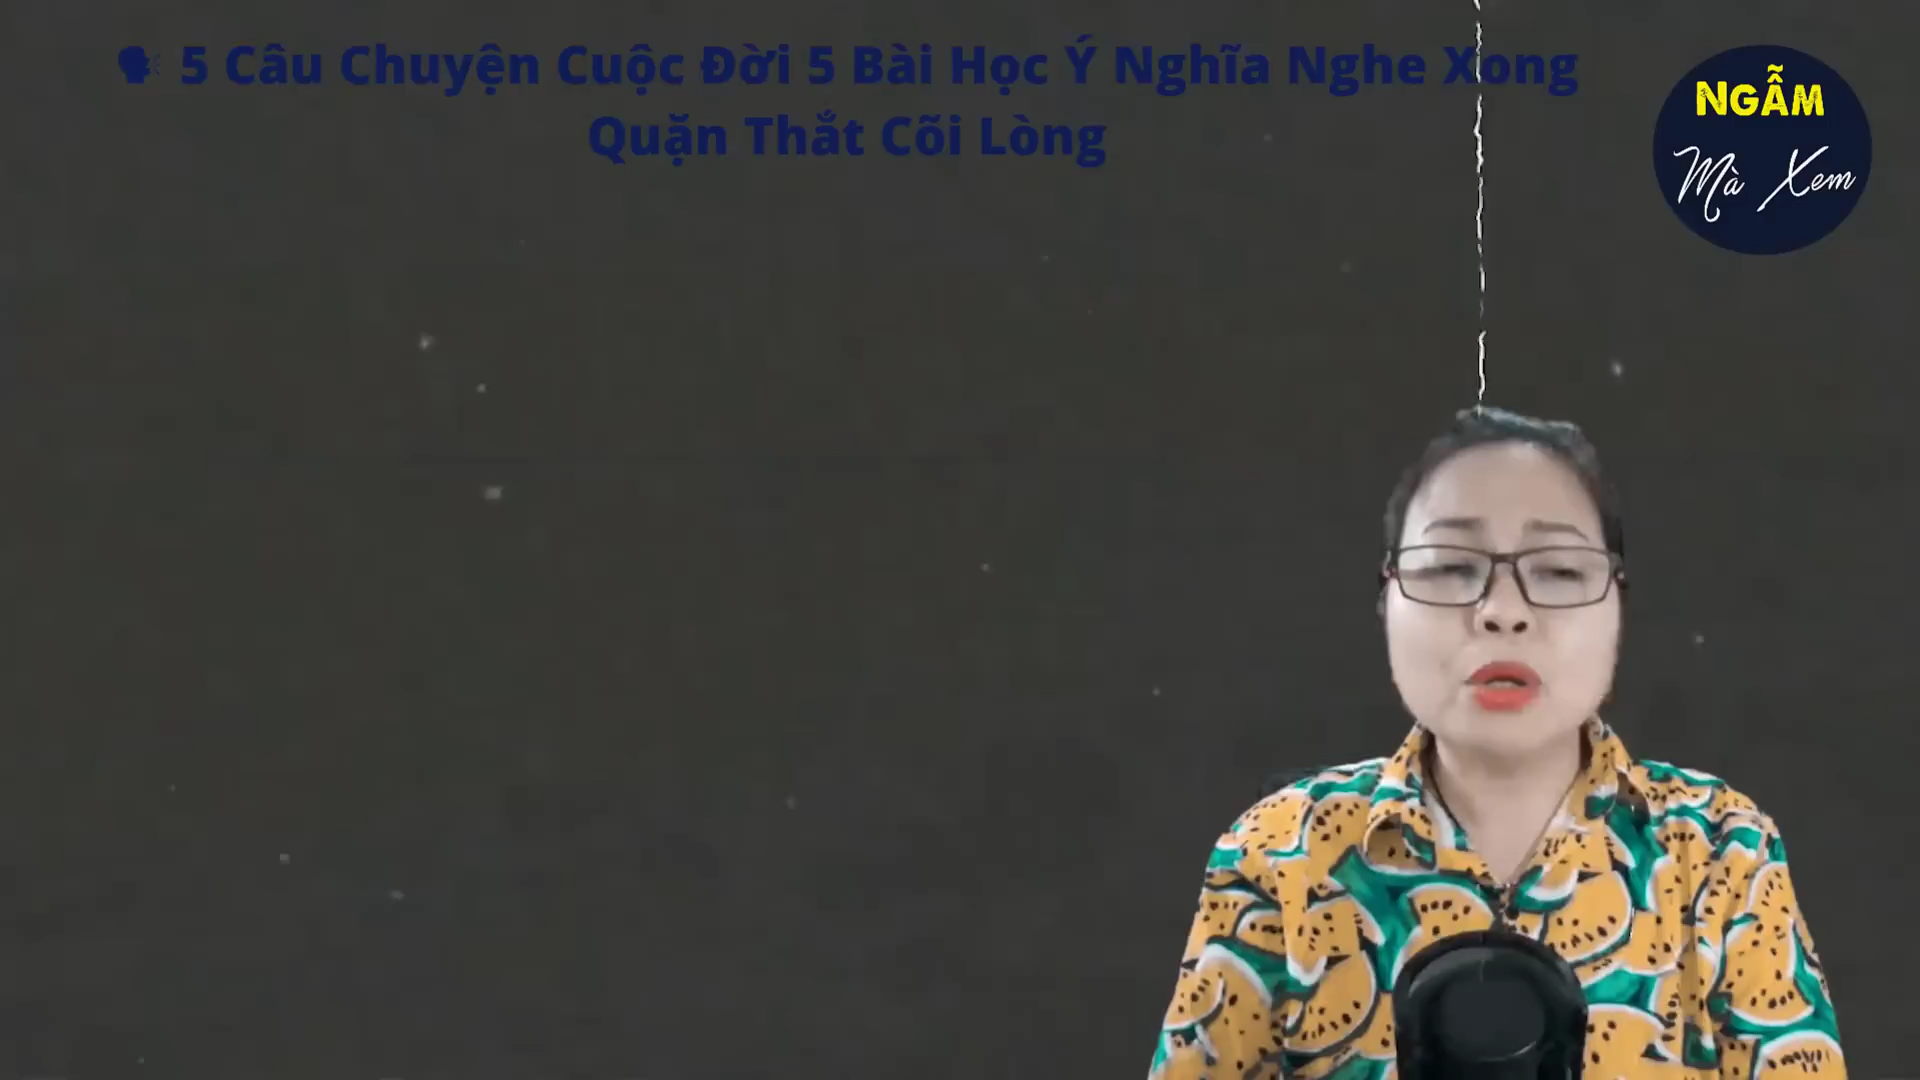 🗣 5 Câu Chuyện Cuộc Đời 5 Bài Học Ý Nghĩa Nghe Xong
Quặn Thắt Cõi Lòng
NGẪM
Mà Xem